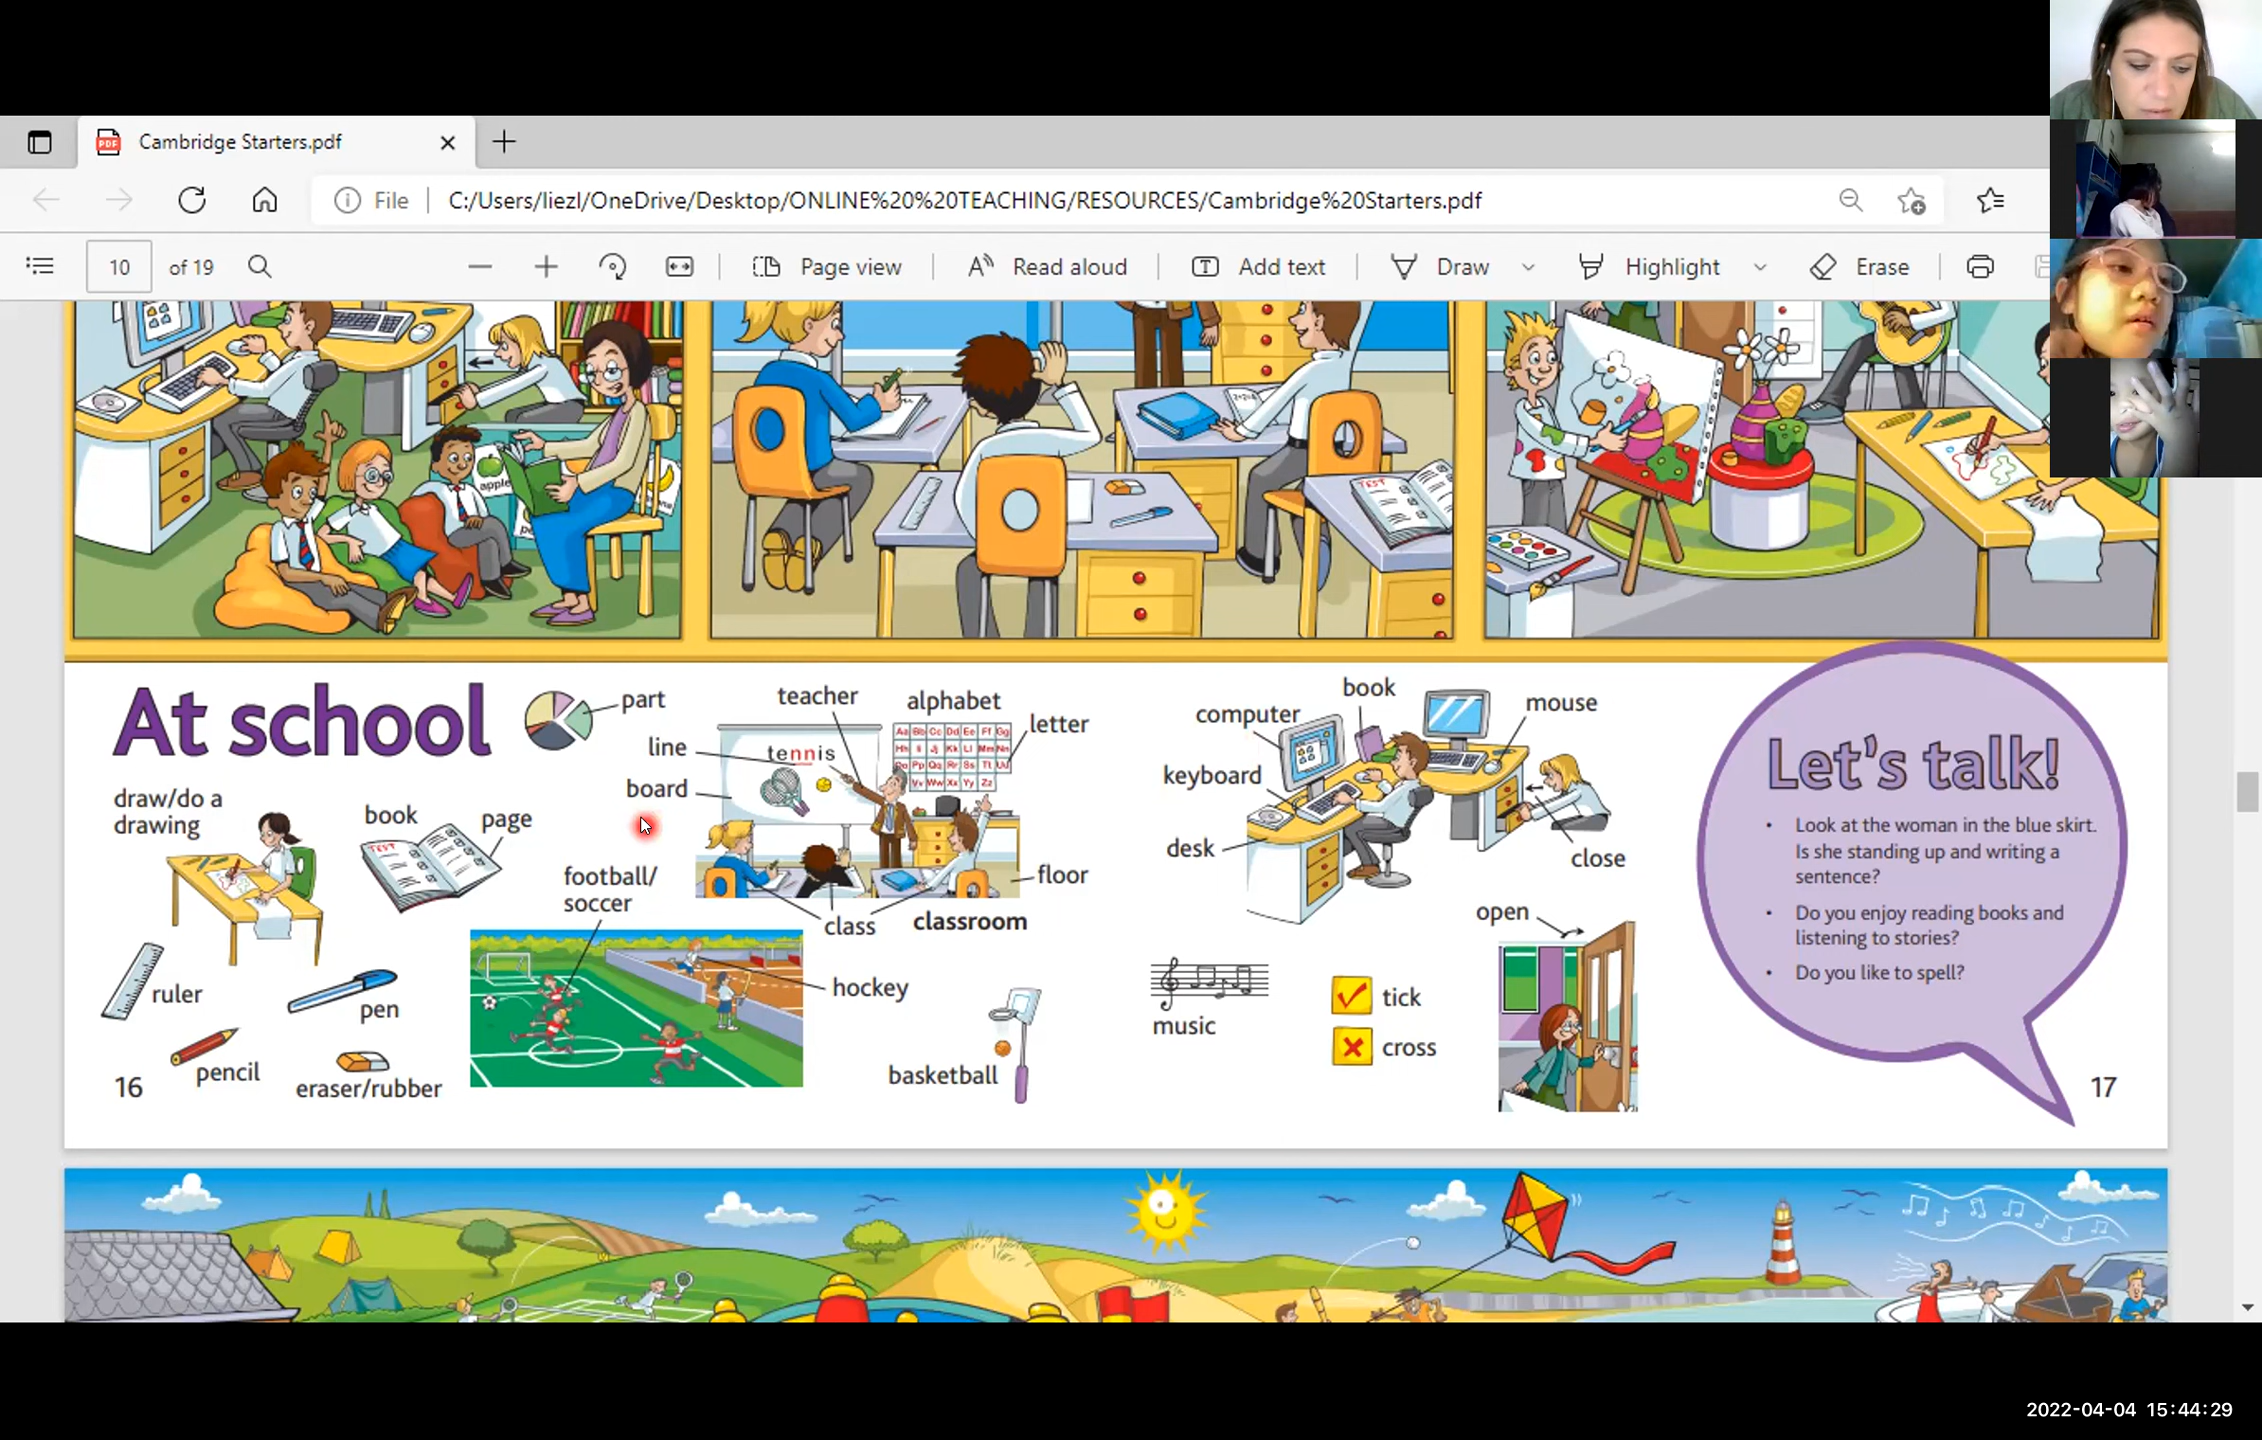 Cambridge Starters.pdf
File C:/Users/liezl/OneDrive/Desktop/ONLINE%20%20TEACHING/RESOURCES/Cambridge%20Starters.pdf
10 of 19 Page view Read aloud Add text Draw Highlight Erase
apple
TEST
At school
part
teacher
alphabet
letter
line
tennis
board
draw/do a
drawing
book
page
TEST
football/
soccer
floor
class
classroom
hockey
ruler
pen
pencil
eraser/rubber
basketball
16
book
computer
mouse
keyboard
desk
close
open
music
tick
cross
Let's talk!
• Look at the woman in the blue skirt.
Is she standing up and writing a
sentence?
• Do you enjoy reading books and
listening to stories?
• Do you like to spell?
17
2022-04-04 15:44:29